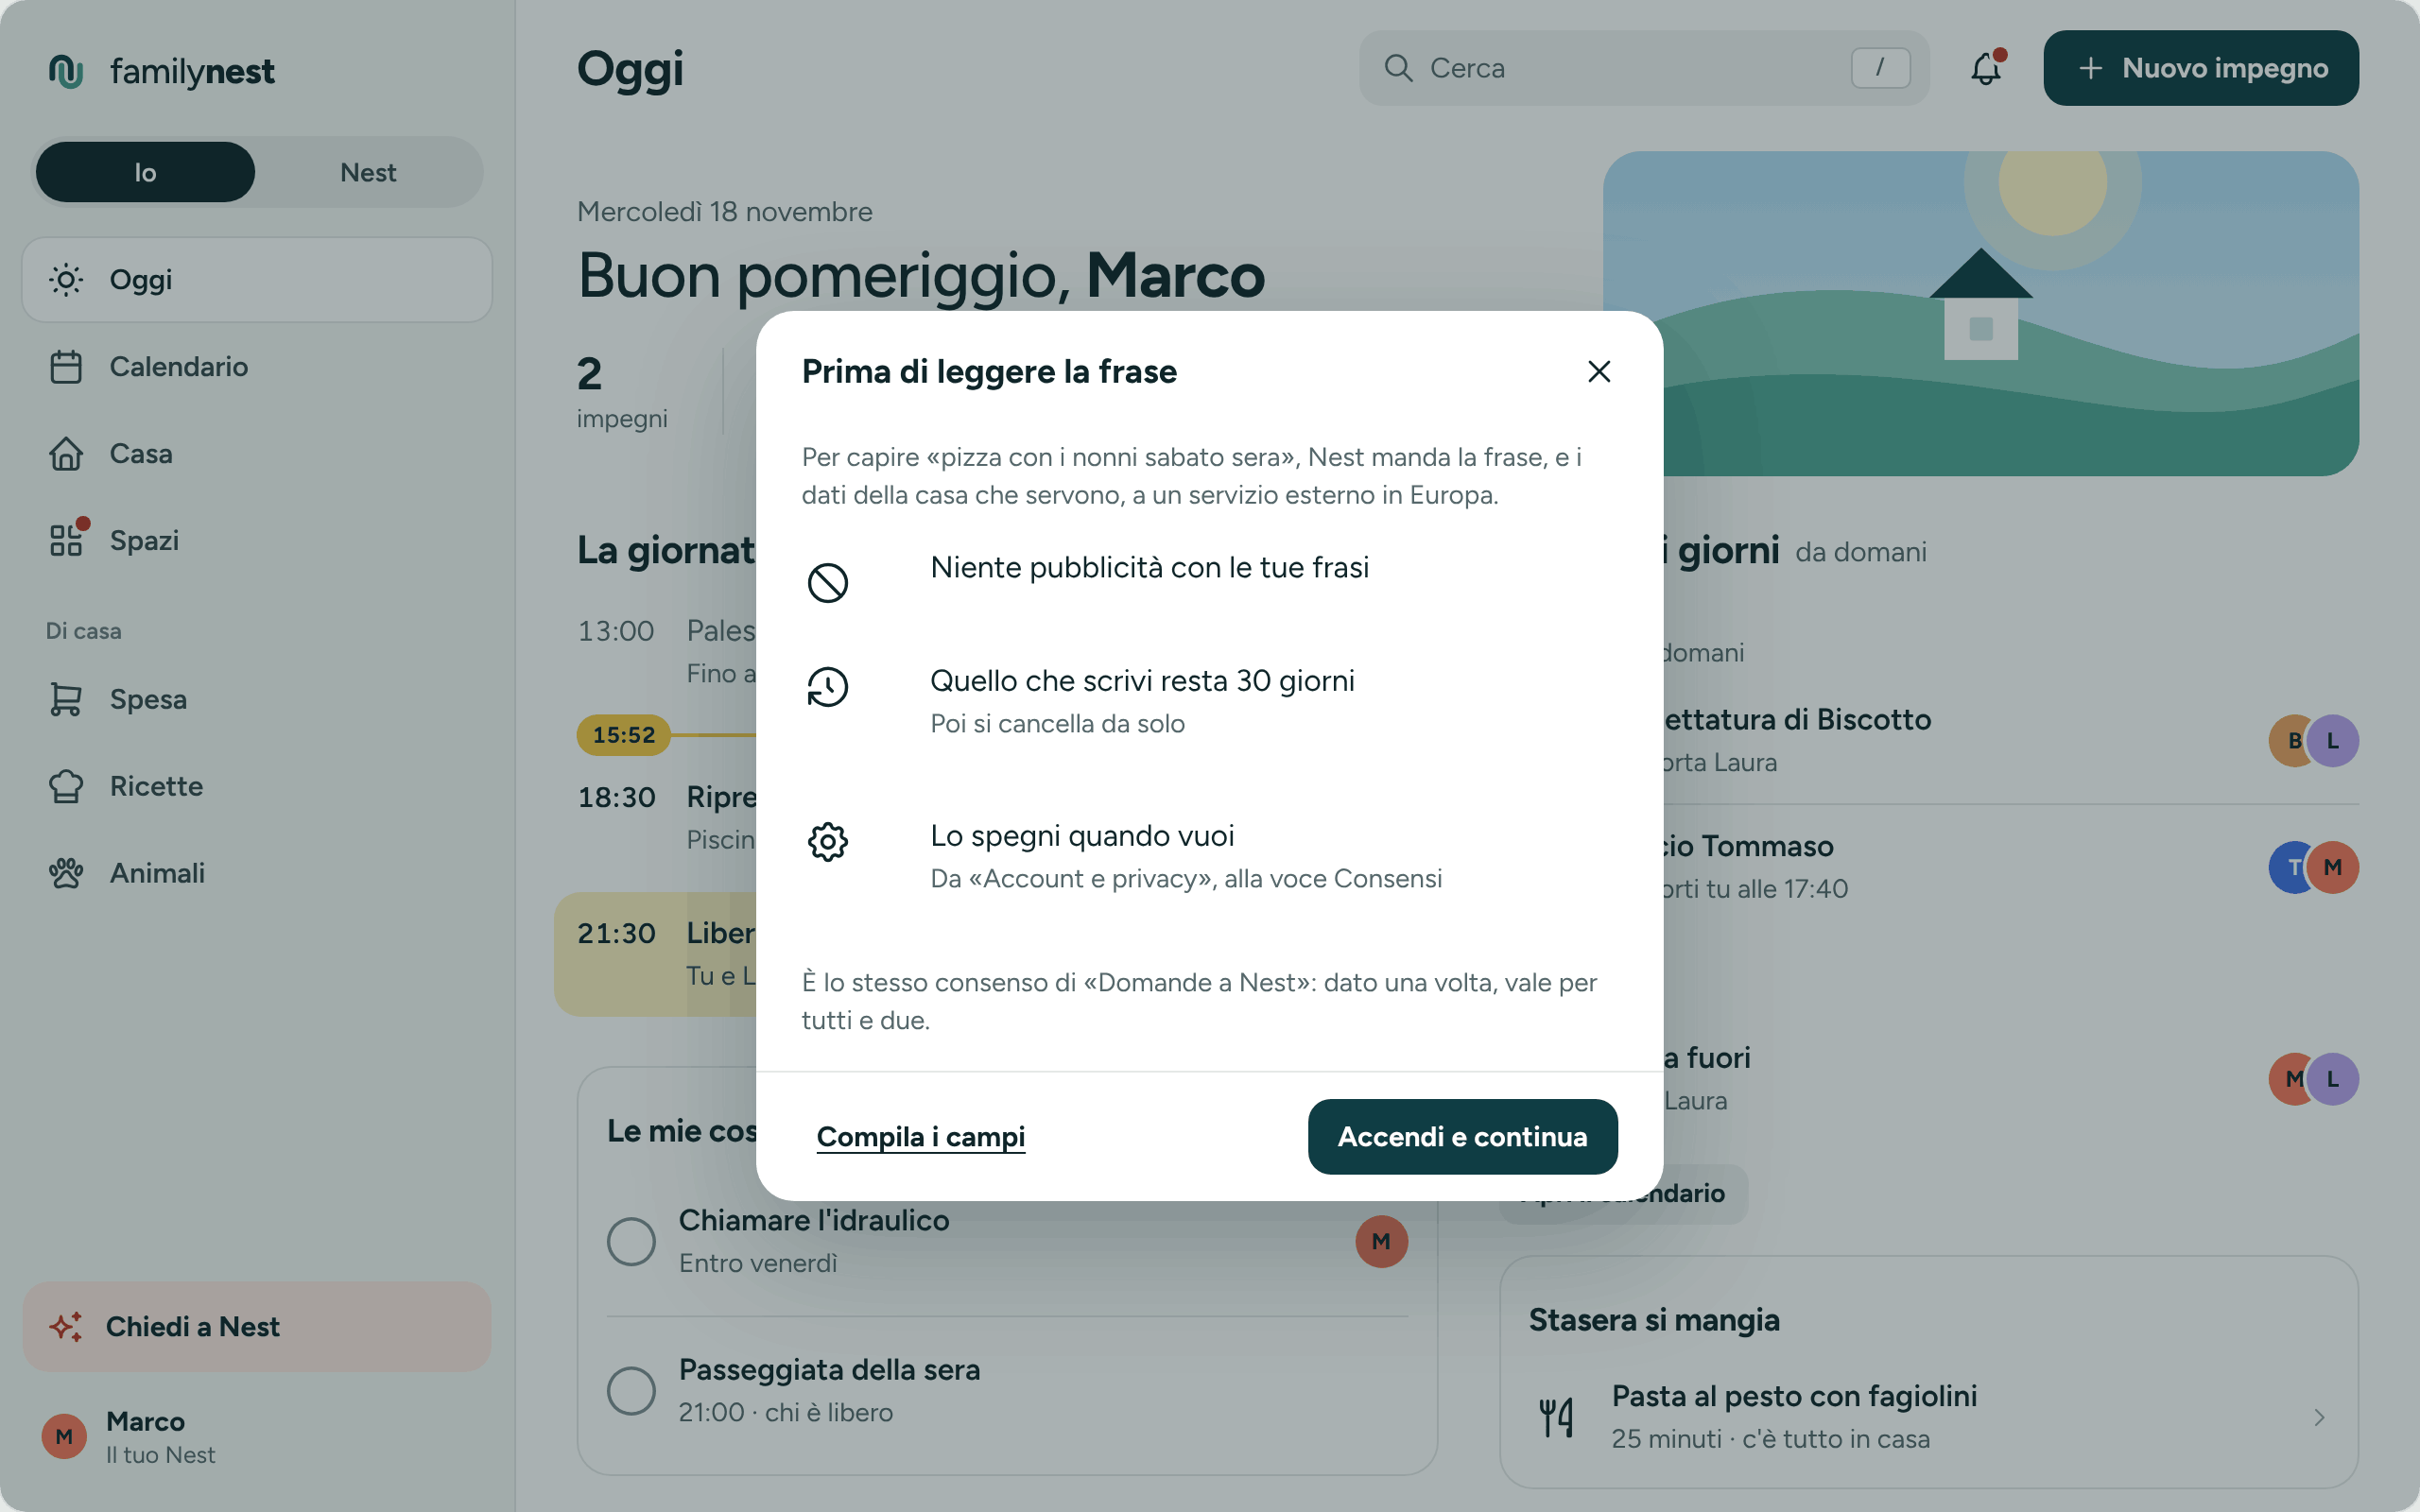 familynest
Io
Nest
Oggi
Calendario
Casa
Spazi
Di casa
Spesa
Ricette
Animali
Chiedi a Nest
M
Marco
Il tuo Nest
Oggi
Cerca
/
Nuovo impegno
Mercoledì 18 novembre
Buon pomeriggio, Marco
2
impegni
La giornat
13:00 Pales
Fino a
15:52
18:30 Ripre
Piscin
21:30 Liber
Tu e L
Le mie cos
Chiamare l'idraulico
Entro venerdì
M
Passeggiata della sera
21:00 · chi è libero
Prima di leggere la frase
Per capire «pizza con i nonni sabato sera», Nest manda la frase, e i
dati della casa che servono, a un servizio esterno in Europa.
Niente pubblicità con le tue frasi
Quello che scrivi resta 30 giorni
Poi si cancella da solo
Lo spegni quando vuoi
Da «Account e privacy», alla voce Consensi
È lo stesso consenso di «Domande a Nest»: dato una volta, vale per
tutti e due.
Compila i campi
Accendi e continua
i giorni da domani
domani
ettatura di Biscotto
orta Laura
B L
cio Tommaso
orti tu alle 17:40
T M
a fuori
Laura
M L
endario
Stasera si mangia
Pasta al pesto con fagiolini
25 minuti · c'è tutto in casa